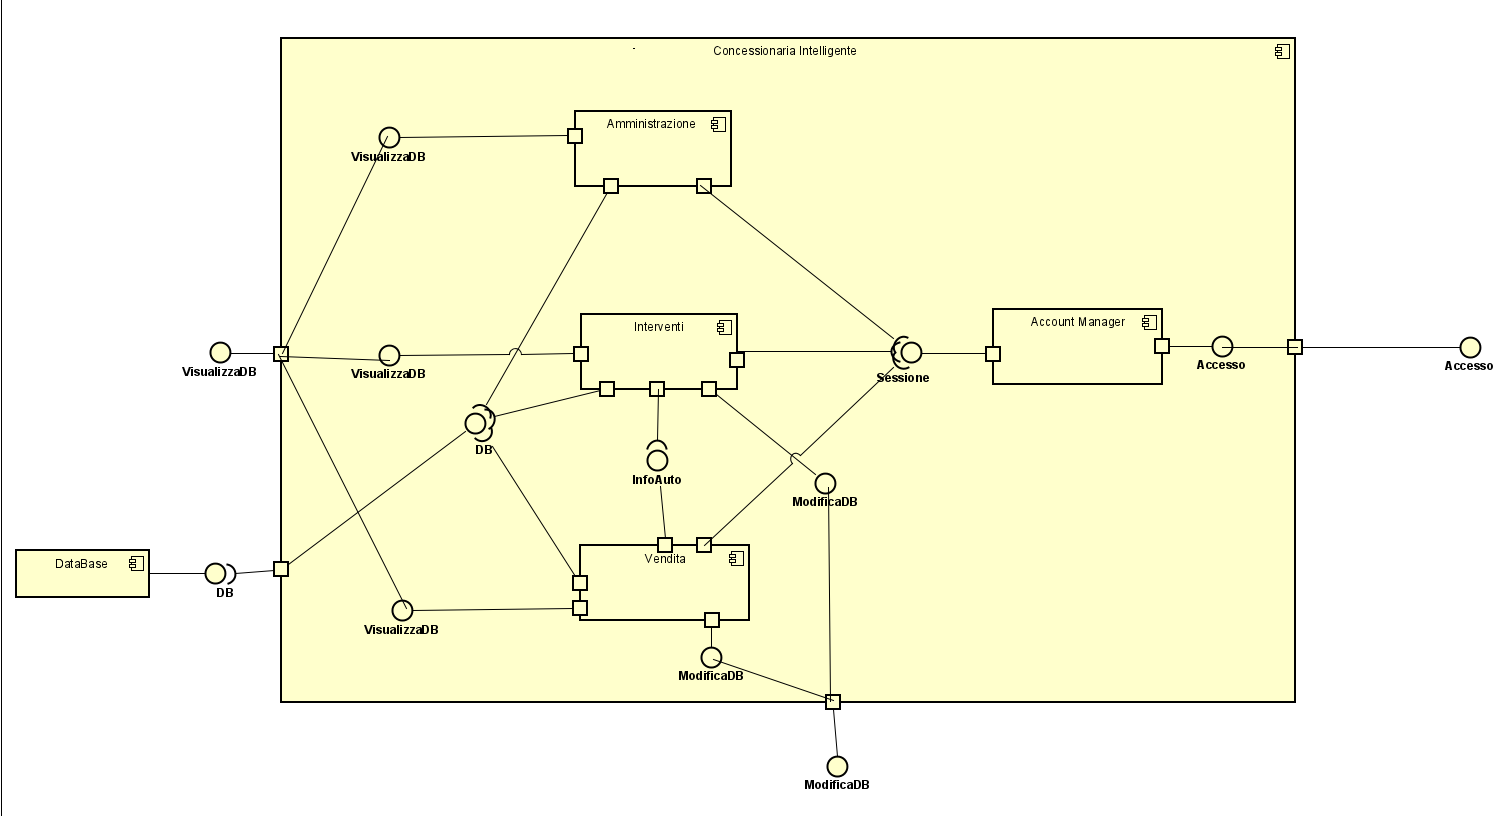 Concessionaria Intelligente
Amministrazione
VisualizzaDB
Interventi
Account Manager
VisualizzaDB
VisualizzaDB
Sessione
Accesso
Accesso
DB
InfoAuto
ModificaDB
DataBase
Vendita
DB
VisualizzaDB
ModificaDB
ModificaDB